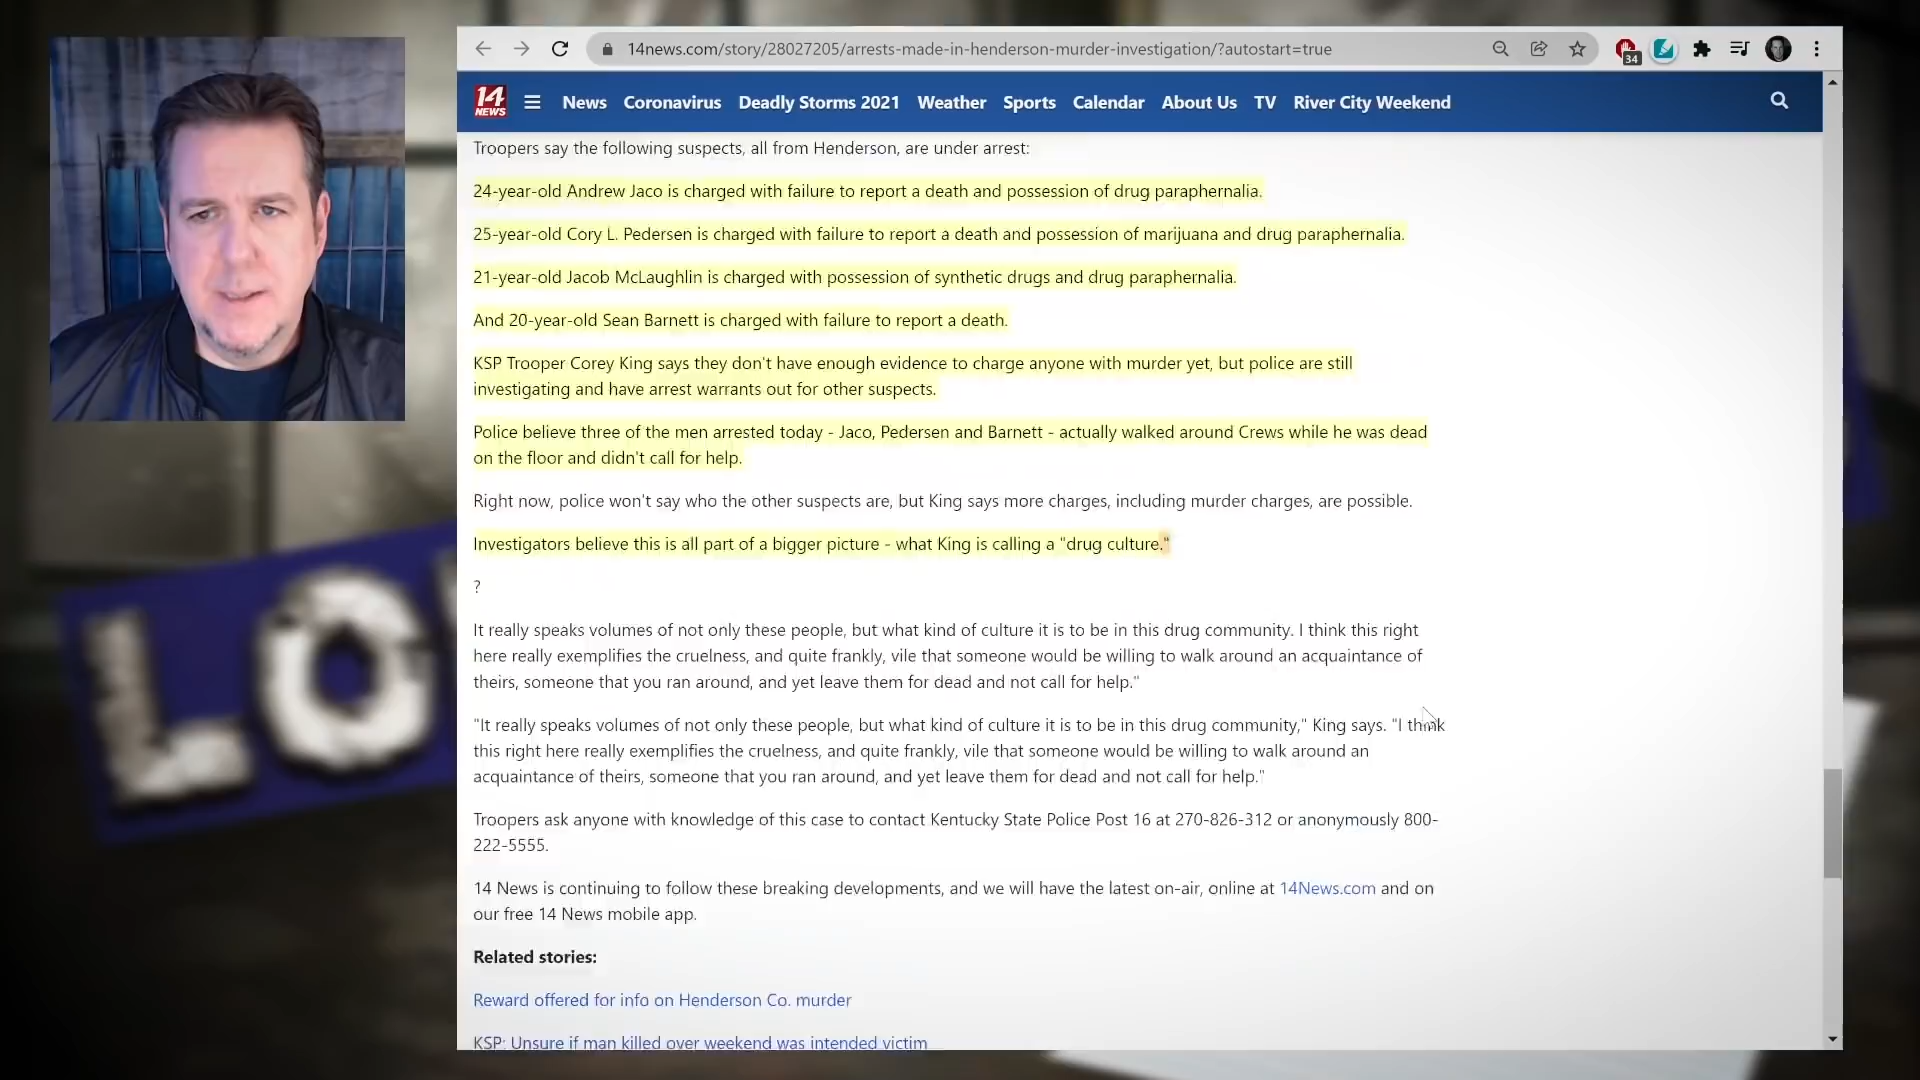 14news.com/story/28027205/arrests-made-in-henderson-murder-investigation/?autostart=true
34
14
NEWS
News Coronavirus Deadly Storms 2021 Weather Sports Calendar About Us TV River City Weekend
Troopers say the following suspects, all from Henderson, are under arrest:
24-year-old Andrew Jaco is charged with failure to report a death and possession of drug paraphernalia.
25-year-old Cory L. Pedersen is charged with failure to report a death and possession of marijuana and drug paraphernalia.
21-year-old Jacob McLaughlin is charged with possession of synthetic drugs and drug paraphernalia.
And 20-year-old Sean Barnett is charged with failure to report a death.
KSP Trooper Corey King says they don't have enough evidence to charge anyone with murder yet, but police are still
investigating and have arrest warrants out for other suspects.
Police believe three of the men arrested today - Jaco, Pedersen and Barnett - actually walked around Crews while he was dead
on the floor and didn't call for help.
Right now, police won't say who the other suspects are, but King says more charges, including murder charges, are possible.
Investigators believe this is all part of a bigger picture - what King is calling a "drug culture."
?
It really speaks volumes of not only these people, but what kind of culture it is to be in this drug community. I think this right
here really exemplifies the cruelness, and quite frankly, vile that someone would be willing to walk around an acquaintance of
theirs, someone that you ran around, and yet leave them for dead and not call for help."
"It really speaks volumes of not only these people, but what kind of culture it is to be in this drug community," King says. "I think
this right here really exemplifies the cruelness, and quite frankly, vile that someone would be willing to walk around an
acquaintance of theirs, someone that you ran around, and yet leave them for dead and not call for help."
Troopers ask anyone with knowledge of this case to contact Kentucky State Police Post 16 at 270-826-312 or anonymously 800-
222-5555.
14 News is continuing to follow these breaking developments, and we will have the latest on-air, online at 14News.com and on
our free 14 News mobile app.
Related stories:
Reward offered for info on Henderson Co. murder
KSP: Unsure if man killed over weekend was intended victim
LO